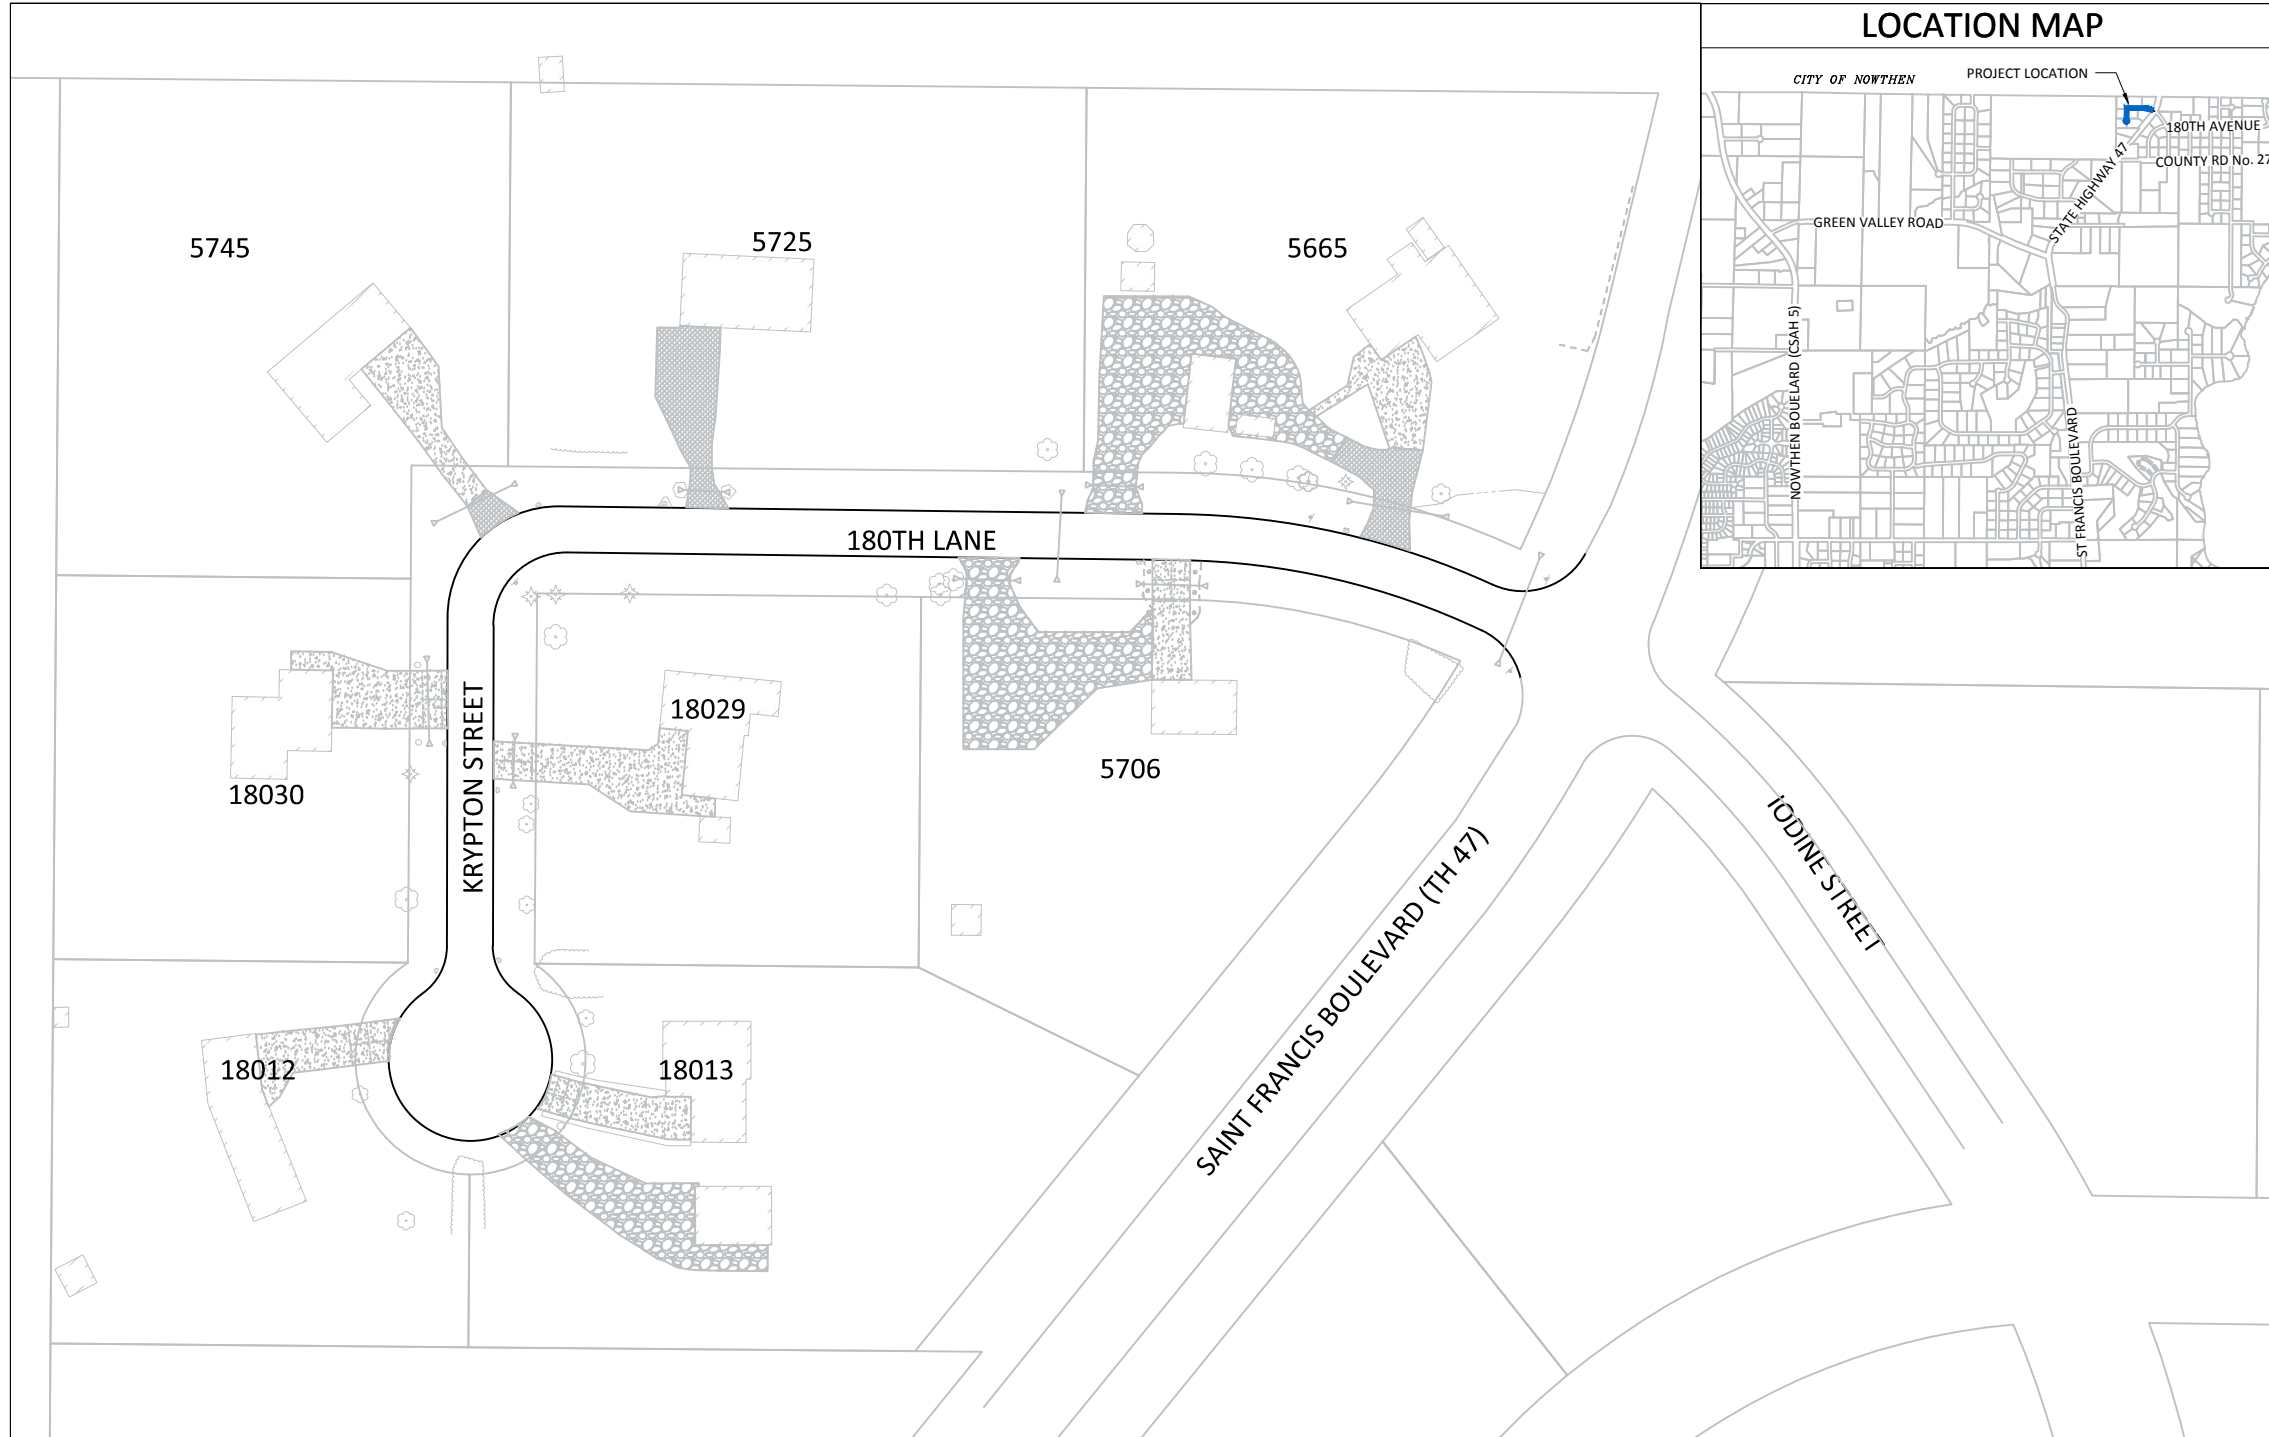 LOCATION MAP
CITY OF NOWTHEN
PROJECT LOCATION
180TH AVENUE
COUNTY RD No. 27
STATE HIGHWAY 47
GREEN VALLEY ROAD
NOWTHEN BOUELARD (CSAH 5)
ST FRANCIS BOULEVARD
5745
5725
5665
180TH LANE
KRYPTON STREET
18029
18030
5706
IODINE STREET
SAINT FRANCIS BOULEVARD (TH 47)
18012
18013